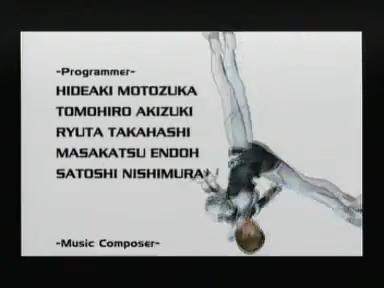 -Programmer-
HIDEAKI MOTOZUKA
TOMOHIRO AKIZUKI
RYUTA TAKAHASHI
MASAKATSU ENDOH
SATOSHI NISHIMURA
-Music Composer-